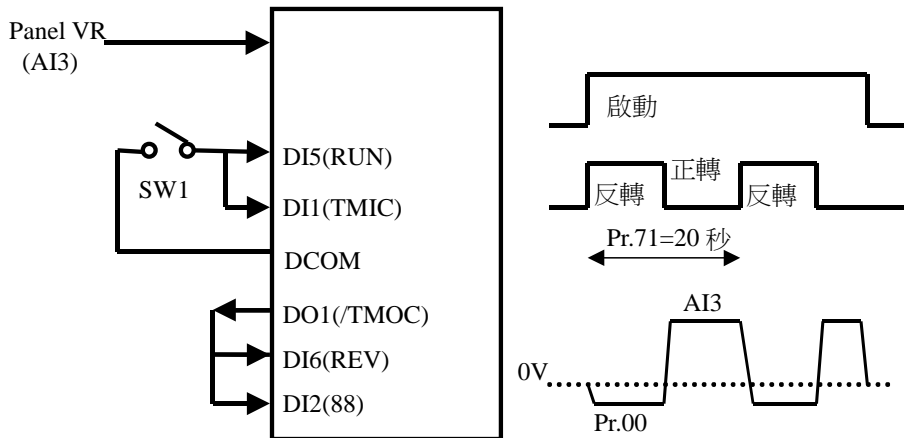 Panel VR
(AI3)
SW1
DI5(RUN)
DI1(TMIC)
DCOM
DO1(/TMOC)
DI6(REV)
DI2(88)
啟動
正轉
反轉
反轉
Pr.71=20 秒
AI3
0V
Pr.00